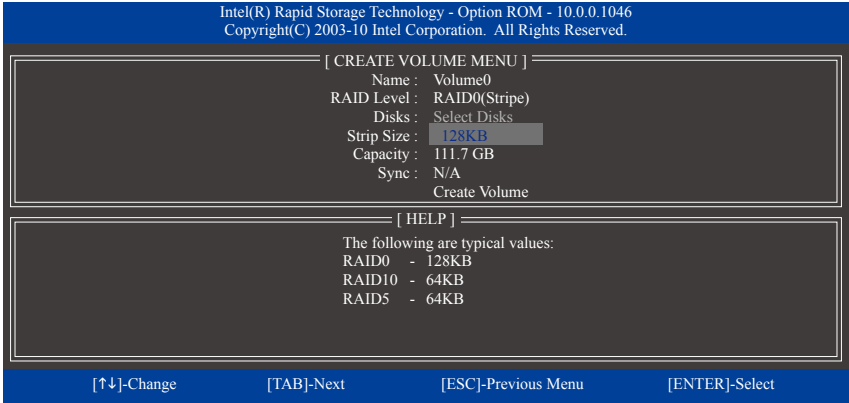 Intel(R) Rapid Storage Technology - Option ROM - 10.0.0.1046
Copyright(C) 2003-10 Intel Corporation. All Rights Reserved.
[ CREATE VOLUME MENU ]
Name : Volume0
RAID Level : RAID0(Stripe)
Disks : Select Disks
Strip Size : 128KB
Capacity : 111.7 GB
Sync : N/A
Create Volume
[ HELP ]
The following are typical values:
RAID0 - 128KB
RAID10 - 64KB
RAID5 - 64KB
[↑↓]-Change [TAB]-Next [ESC]-Previous Menu [ENTER]-Select